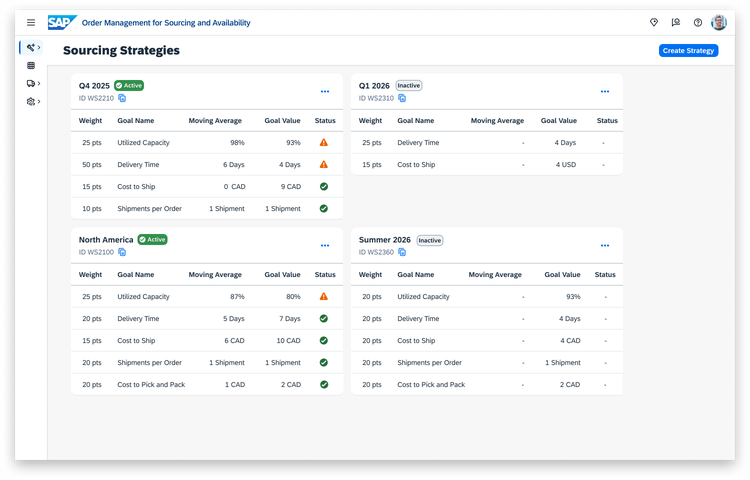 SAP Order Management for Sourcing and Availability
Sourcing Strategies
Create Strategy
Q4 2025 Active
ID WS2210
Weight Goal Name Moving Average Goal Value Status
25 pts Utilized Capacity 98% 93%
50 pts Delivery Time 6 Days 4 Days
15 pts Cost to Ship 0 CAD 9 CAD
10 pts Shipments per Order 1 Shipment 1 Shipment
Q1 2026 Inactive
ID WS2310
Weight Goal Name Moving Average Goal Value Status
25 pts Delivery Time - 4 Days -
15 pts Cost to Ship - 4 USD -
North America Active
ID WS2100
Weight Goal Name Moving Average Goal Value Status
25 pts Utilized Capacity 87% 80%
20 pts Delivery Time 5 Days 7 Days
15 pts Cost to Ship 6 CAD 10 CAD
20 pts Shipments per Order 1 Shipment 1 Shipment
20 pts Cost to Pick and Pack 1 CAD 2 CAD
Summer 2026 Inactive
ID WS2360
Weight Goal Name Moving Average Goal Value Status
20 pts Utilized Capacity - 93% -
20 pts Delivery Time - 4 Days -
20 pts Cost to Ship - 4 CAD -
20 pts Shipments per Order - 1 Shipment -
20 pts Cost to Pick and Pack - 2 CAD -